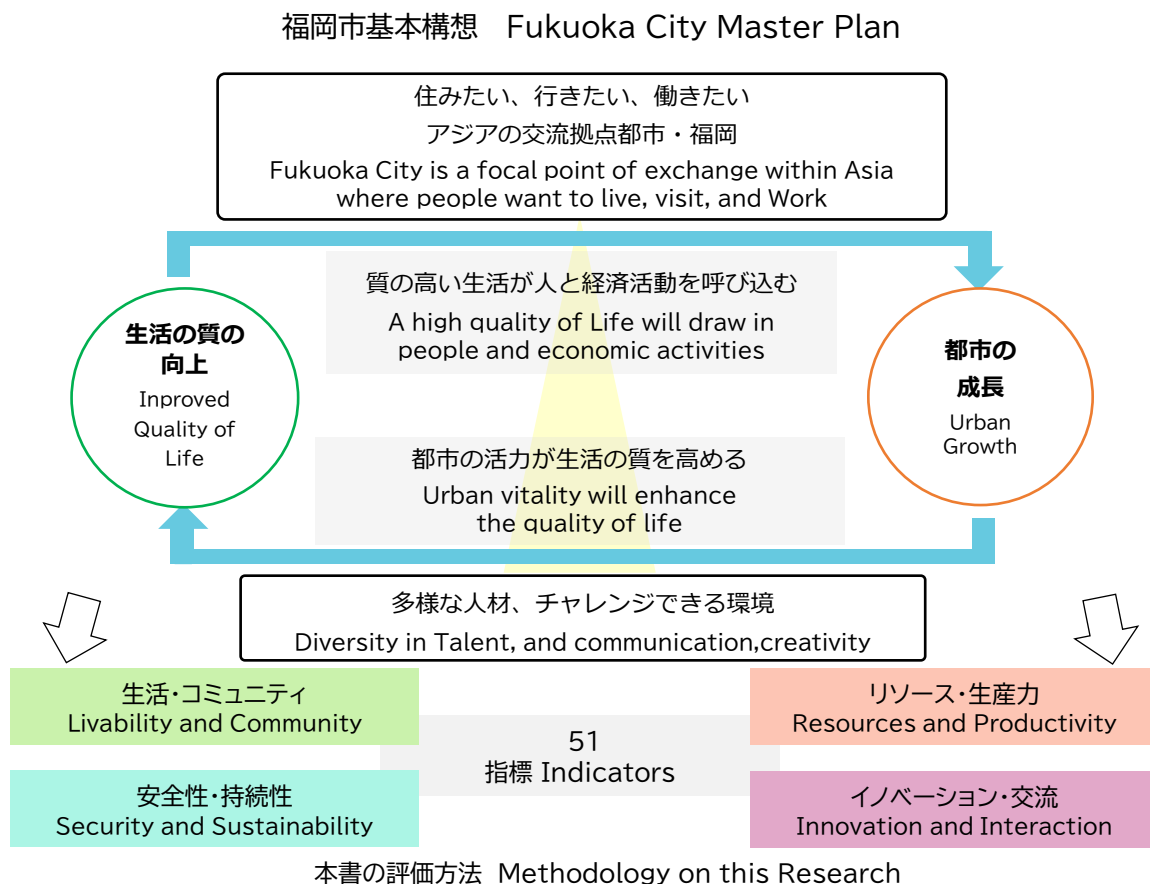 福岡市基本構想 Fukuoka City Master Plan
住みたい、行きたい、働きたい
アジアの交流拠点都市・福岡
Fukuoka City is a focal point of exchange within Asia
where people want to live, visit, and Work
質の高い生活が人と経済活動を呼び込む
A high quality of Life will draw in
people and economic activities
生活の質の
向上
Inproved
Quality of
Life
都市の
成長
Urban
Growth
都市の活力が生活の質を高める
Urban vitality will enhance
the quality of life
多様な人材、チャレンジできる環境
Diversity in Talent, and communication,creativity
生活・コミュニティ
Livability and Community
リソース・生産力
Resources and Productivity
51
指標 Indicators
安全性・持続性
Security and Sustainability
イノベーション・交流
Innovation and Interaction
本書の評価方法 Methodology on this Research